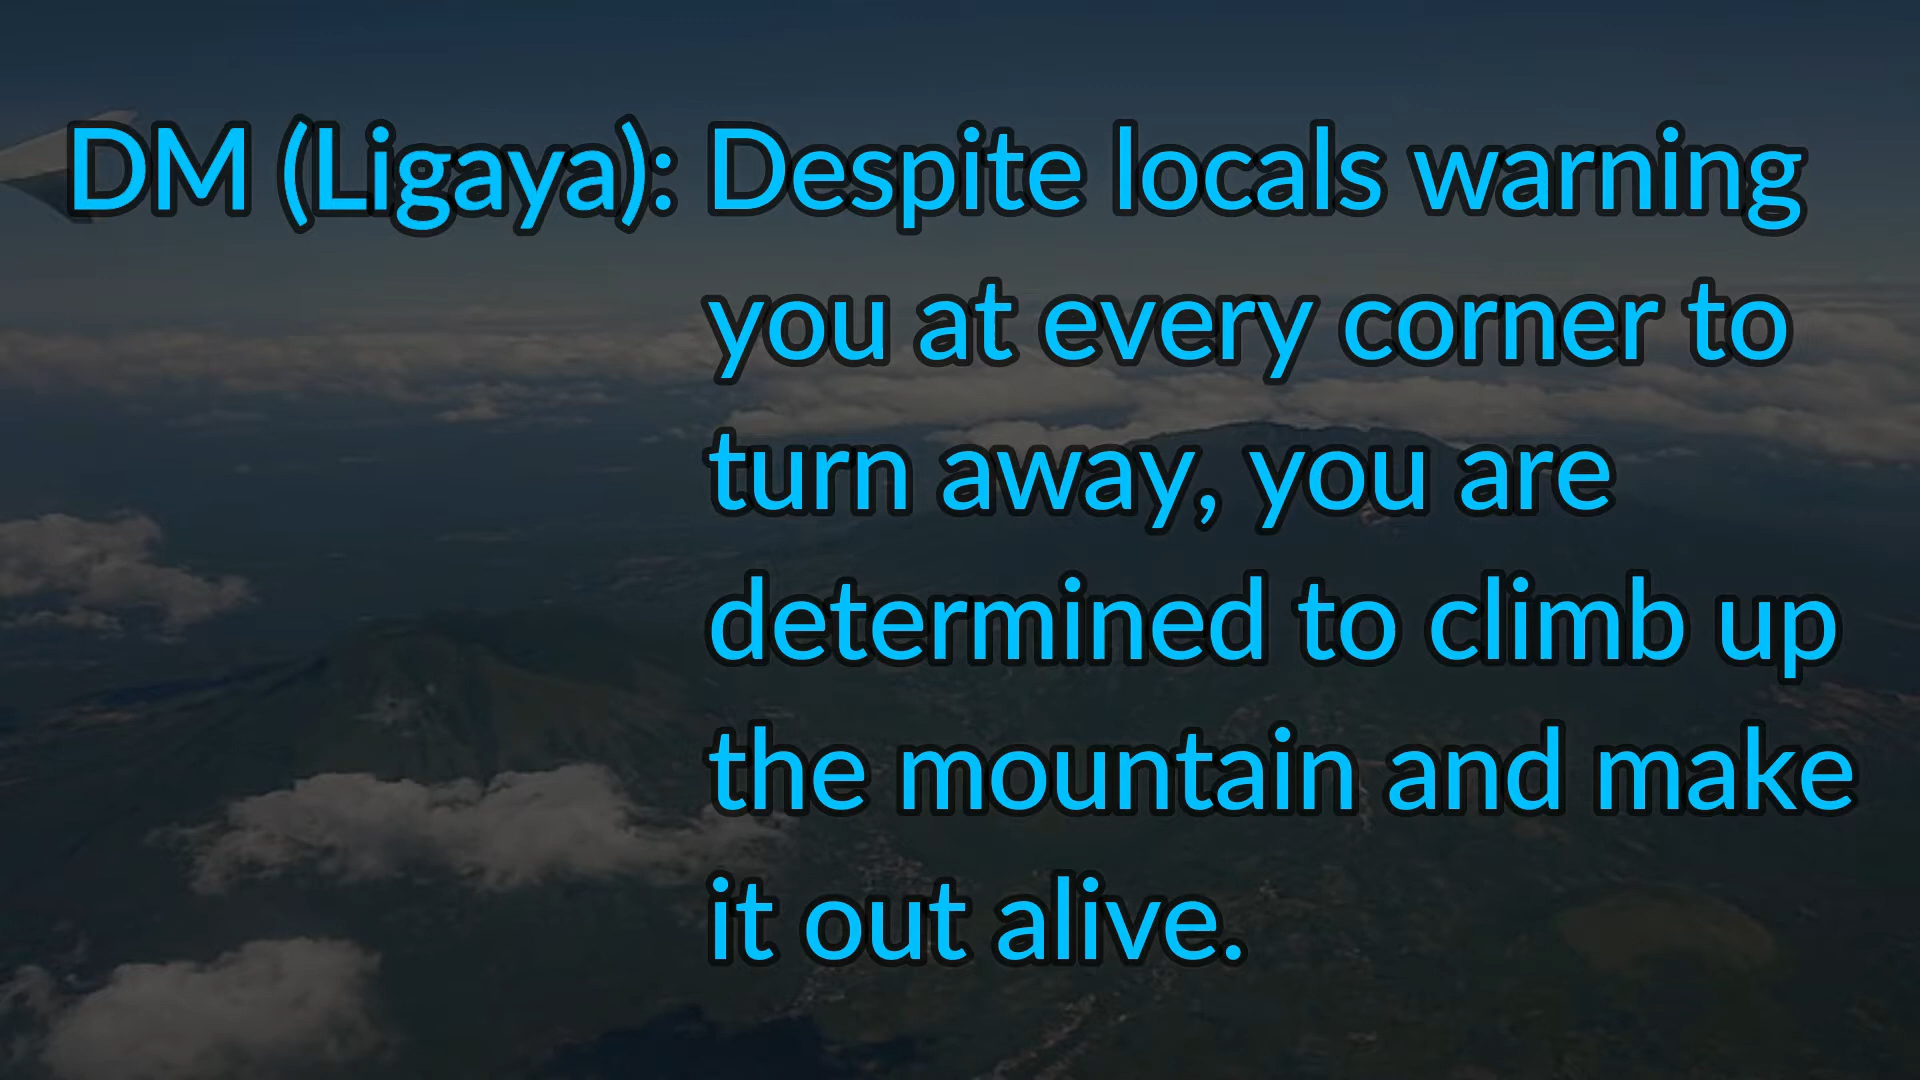 DM (Ligaya): Despite locals warning
you at every corner to
turn away, you are
determined to climb up
the mountain and make
it out alive.